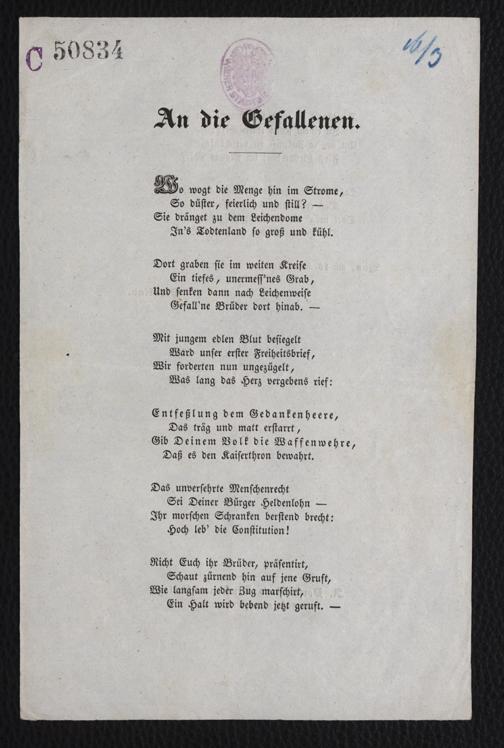 C 50834
16/3
An die Gefallenen.
Wo wogt die Menge hin im Strome,
So düster, feierlich und still? —
Sie dränget zu dem Leichendome
In's Todtenland so groß und kühl.
Dort graben sie im weiten Kreise
Ein tiefes, unermess'nes Grab,
Und senken dann nach Leichenweise
Gefall'ne Brüder dort hinab. —
Mit jungem edlen Blut besiegelt
Ward unser erster Freiheitsbrief,
Wir forderten nun ungezügelt,
Was lang das Herz vergebens rief:
Entfeßlung dem Gedankenheere,
Das träg und matt erstarrt,
Gib Deinem Volk die Waffenwehre,
Daß es den Kaiserthron bewahrt.
Das unversehrte Menschenrecht
Sei Deiner Bürger Heldenlohn —
Ihr morschen Schranken berstend brecht:
Hoch leb' die Constitution!
Nicht Euch ihr Brüder, präsentirt,
Schaut zürnend hin auf jene Gruft,
Wie langsam jeder Zug marschirt,
Ein Halt wird bebend jetzt geruft. —